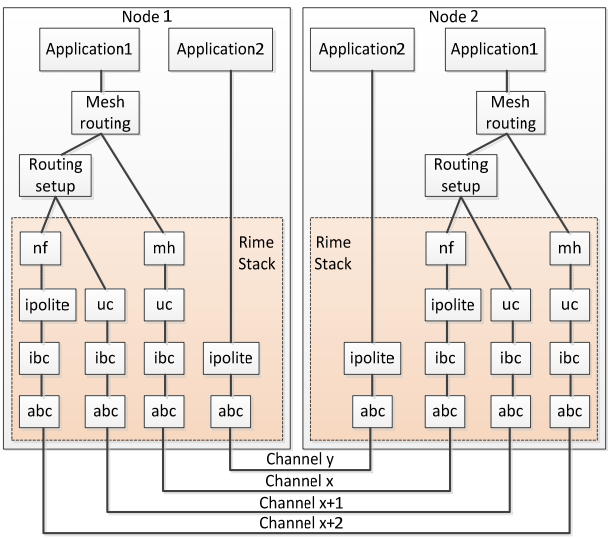 Node 1
Node 2
Application1
Application2
Application2
Application1
Mesh
routing
Mesh
routing
Routing
setup
Routing
setup
nf
mh
Rime
Stack
Rime
Stack
nf
mh
ipolite
uc
uc
ipolite
uc
uc
ibc
ibc
ibc
ipolite
ipolite
ibc
ibc
ibc
abc
abc
abc
abc
abc
abc
abc
abc
Channel y
Channel x
Channel x+1
Channel x+2